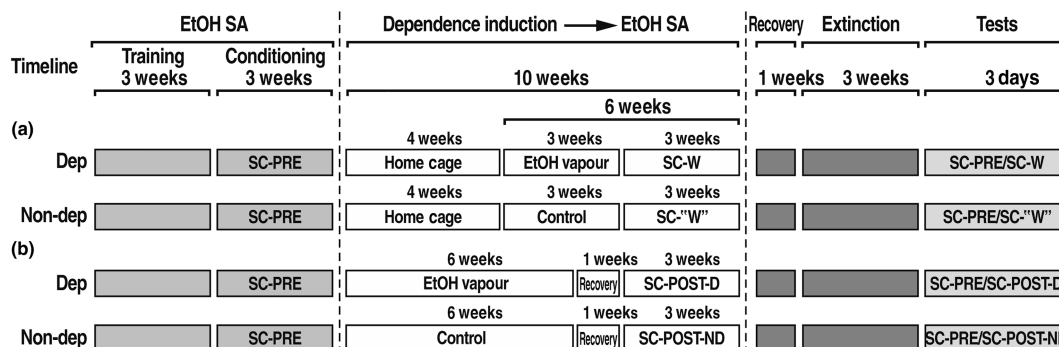 EtOH SA
Dependence induction → EtOH SA
Recovery
Extinction
Tests
Timeline
Training
3 weeks
Conditioning
3 weeks
10 weeks
1 weeks
3 weeks
3 days
6 weeks
(a)
4 weeks
3 weeks
3 weeks
Dep
SC-PRE
Home cage
EtOH vapour
SC-W
SC-PRE/SC-W
4 weeks
3 weeks
3 weeks
Non-dep
SC-PRE
Home cage
Control
SC-"W"
SC-PRE/SC-"W"
(b)
6 weeks
1 weeks
3 weeks
Dep
SC-PRE
EtOH vapour
Recovery
SC-POST-D
SC-PRE/SC-POST-D
6 weeks
1 weeks
3 weeks
Non-dep
SC-PRE
Control
Recovery
SC-POST-ND
SC-PRE/SC-POST-N